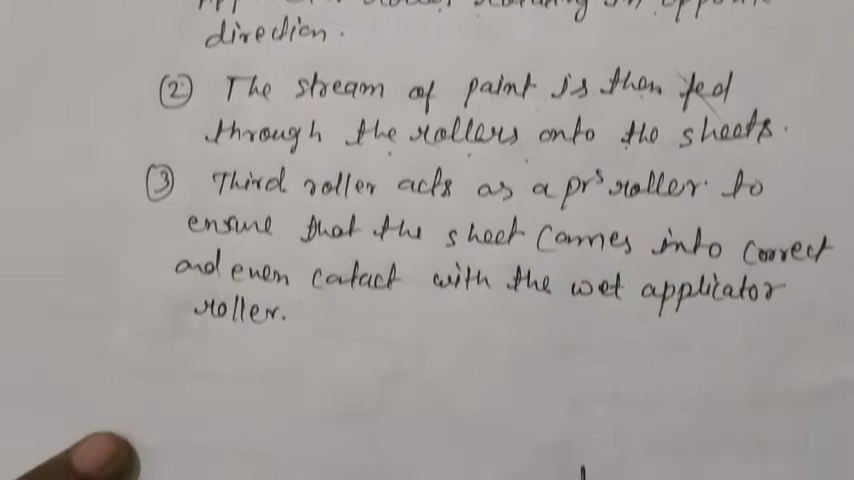 direction.
② The stream of paint is then fed
through the rollers onto the sheets.
③ Third roller acts as a prs roller to
ensure that the sheet comes into correct
and even catact with the wet applicator
roller.